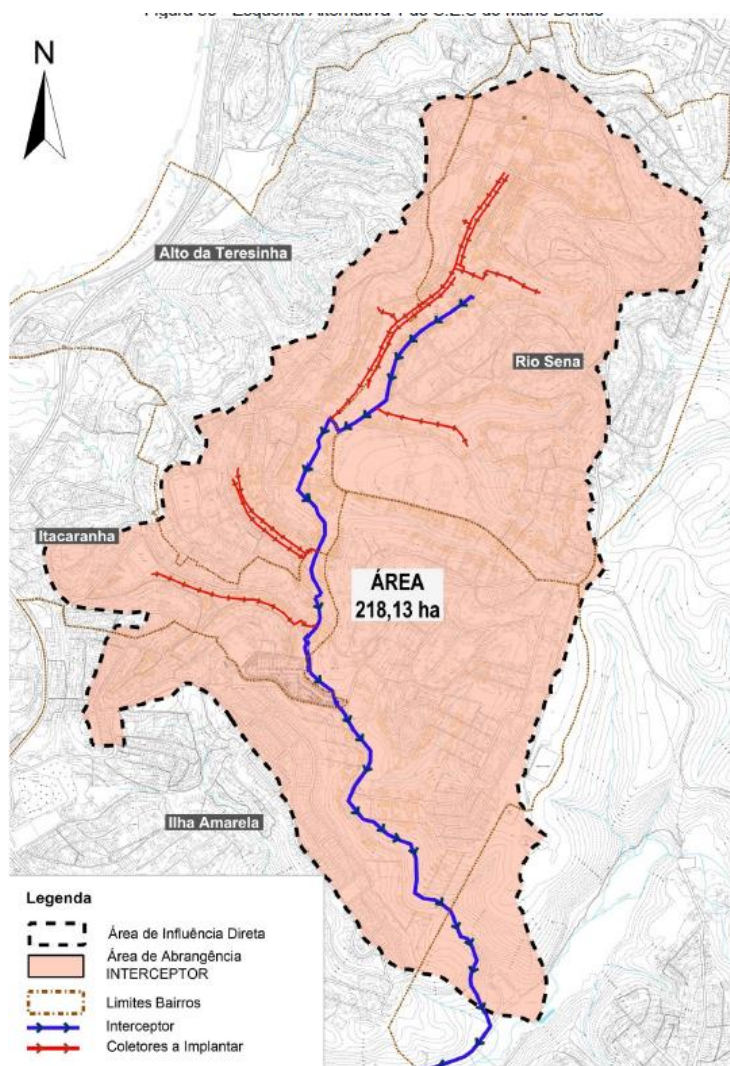 N
Alto da Teresinha
Rio Sena
Itacaranha
ÁREA
218,13 ha
Ilha Amarela
Legenda
Área de Influência Direta
Área de Abrangência
INTERCEPTOR
Limites Bairros
Interceptor
Coletores a Implantar